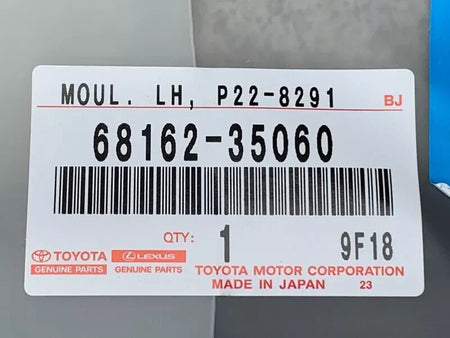 MOUL. LH, P22-8291 BJ
68162-35060
QTY: 1 9F18
TOYOTA LEXUS
GENUINE PARTS GENUINE PARTS TOYOTA MOTOR CORPORATION
MADE IN JAPAN 23